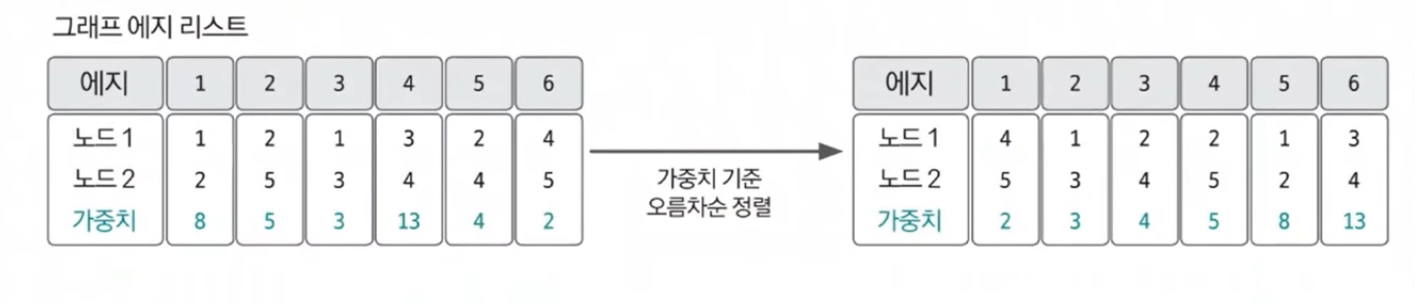 그래프 에지 리스트
에지 1 2 3 4 5 6
노드 1 1 2 1 3 2 4
노드 2 2 5 3 4 4 5
가중치 8 5 3 13 4 2
가중치 기준
오름차순 정렬
에지 1 2 3 4 5 6
노드 1 4 1 2 2 1 3
노드 2 5 3 4 5 2 4
가중치 2 3 4 5 8 13